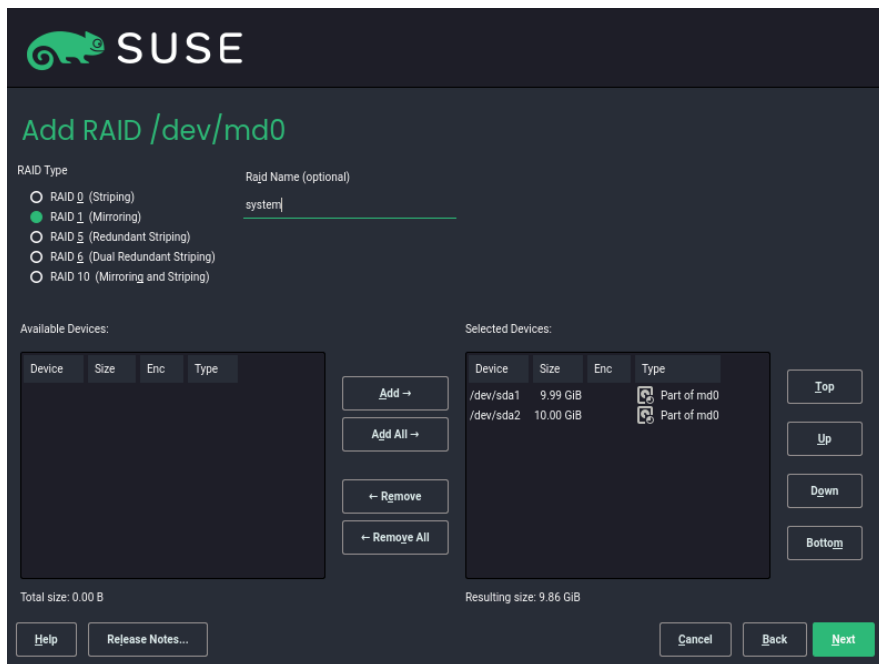 SUSE
Add RAID /dev/md0
RAID Type
RAID 0 (Striping)
RAID 1 (Mirroring)
RAID 5 (Redundant Striping)
RAID 6 (Dual Redundant Striping)
RAID 10 (Mirroring and Striping)
Raid Name (optional)
system
Available Devices:
Device Size Enc Type
Total size: 0.00 B
Add →
Add All →
← Remove
← Remove All
Selected Devices:
Device Size Enc Type
/dev/sda1 9.99 GiB Part of md0
/dev/sda2 10.00 GiB Part of md0
Resulting size: 9.86 GiB
Top
Up
Down
Bottom
Help Release Notes... Cancel Back Next